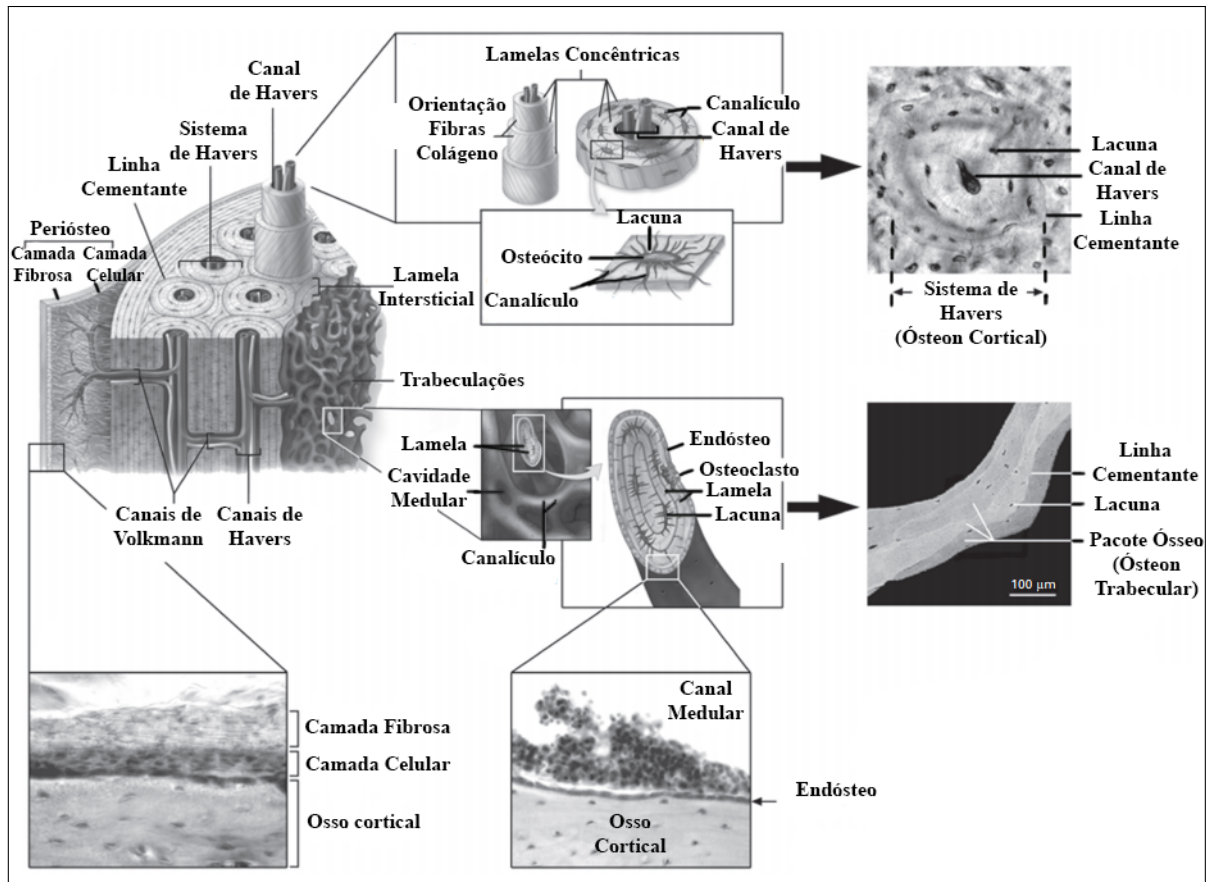 Canal
de Havers
Sistema
de Havers
Linha
Cementante
Periósteo
Camada
Fibrosa
Camada
Celular
Lamela
Intersticial
Trabeculações
Canais de
Volkmann
Canais de
Havers
Lamelas Concêntricas
Orientação
Fibras
Colágeno
Canalículo
Canal de
Havers
Lacuna
Osteócito
Canalículo
Lacuna
Canal de
Havers
Linha
Cementante
Sistema de
Havers
(Ósteon Cortical)
Lamela
Cavidade
Medular
Canalículo
Endósteo
Osteoclasto
Lamela
Lacuna
Linha
Cementante
Lacuna
Pacote Ósseo
(Ósteon
Trabecular)
100 μm
Camada Fibrosa
Camada Celular
Osso cortical
Canal
Medular
Endósteo
Osso
Cortical